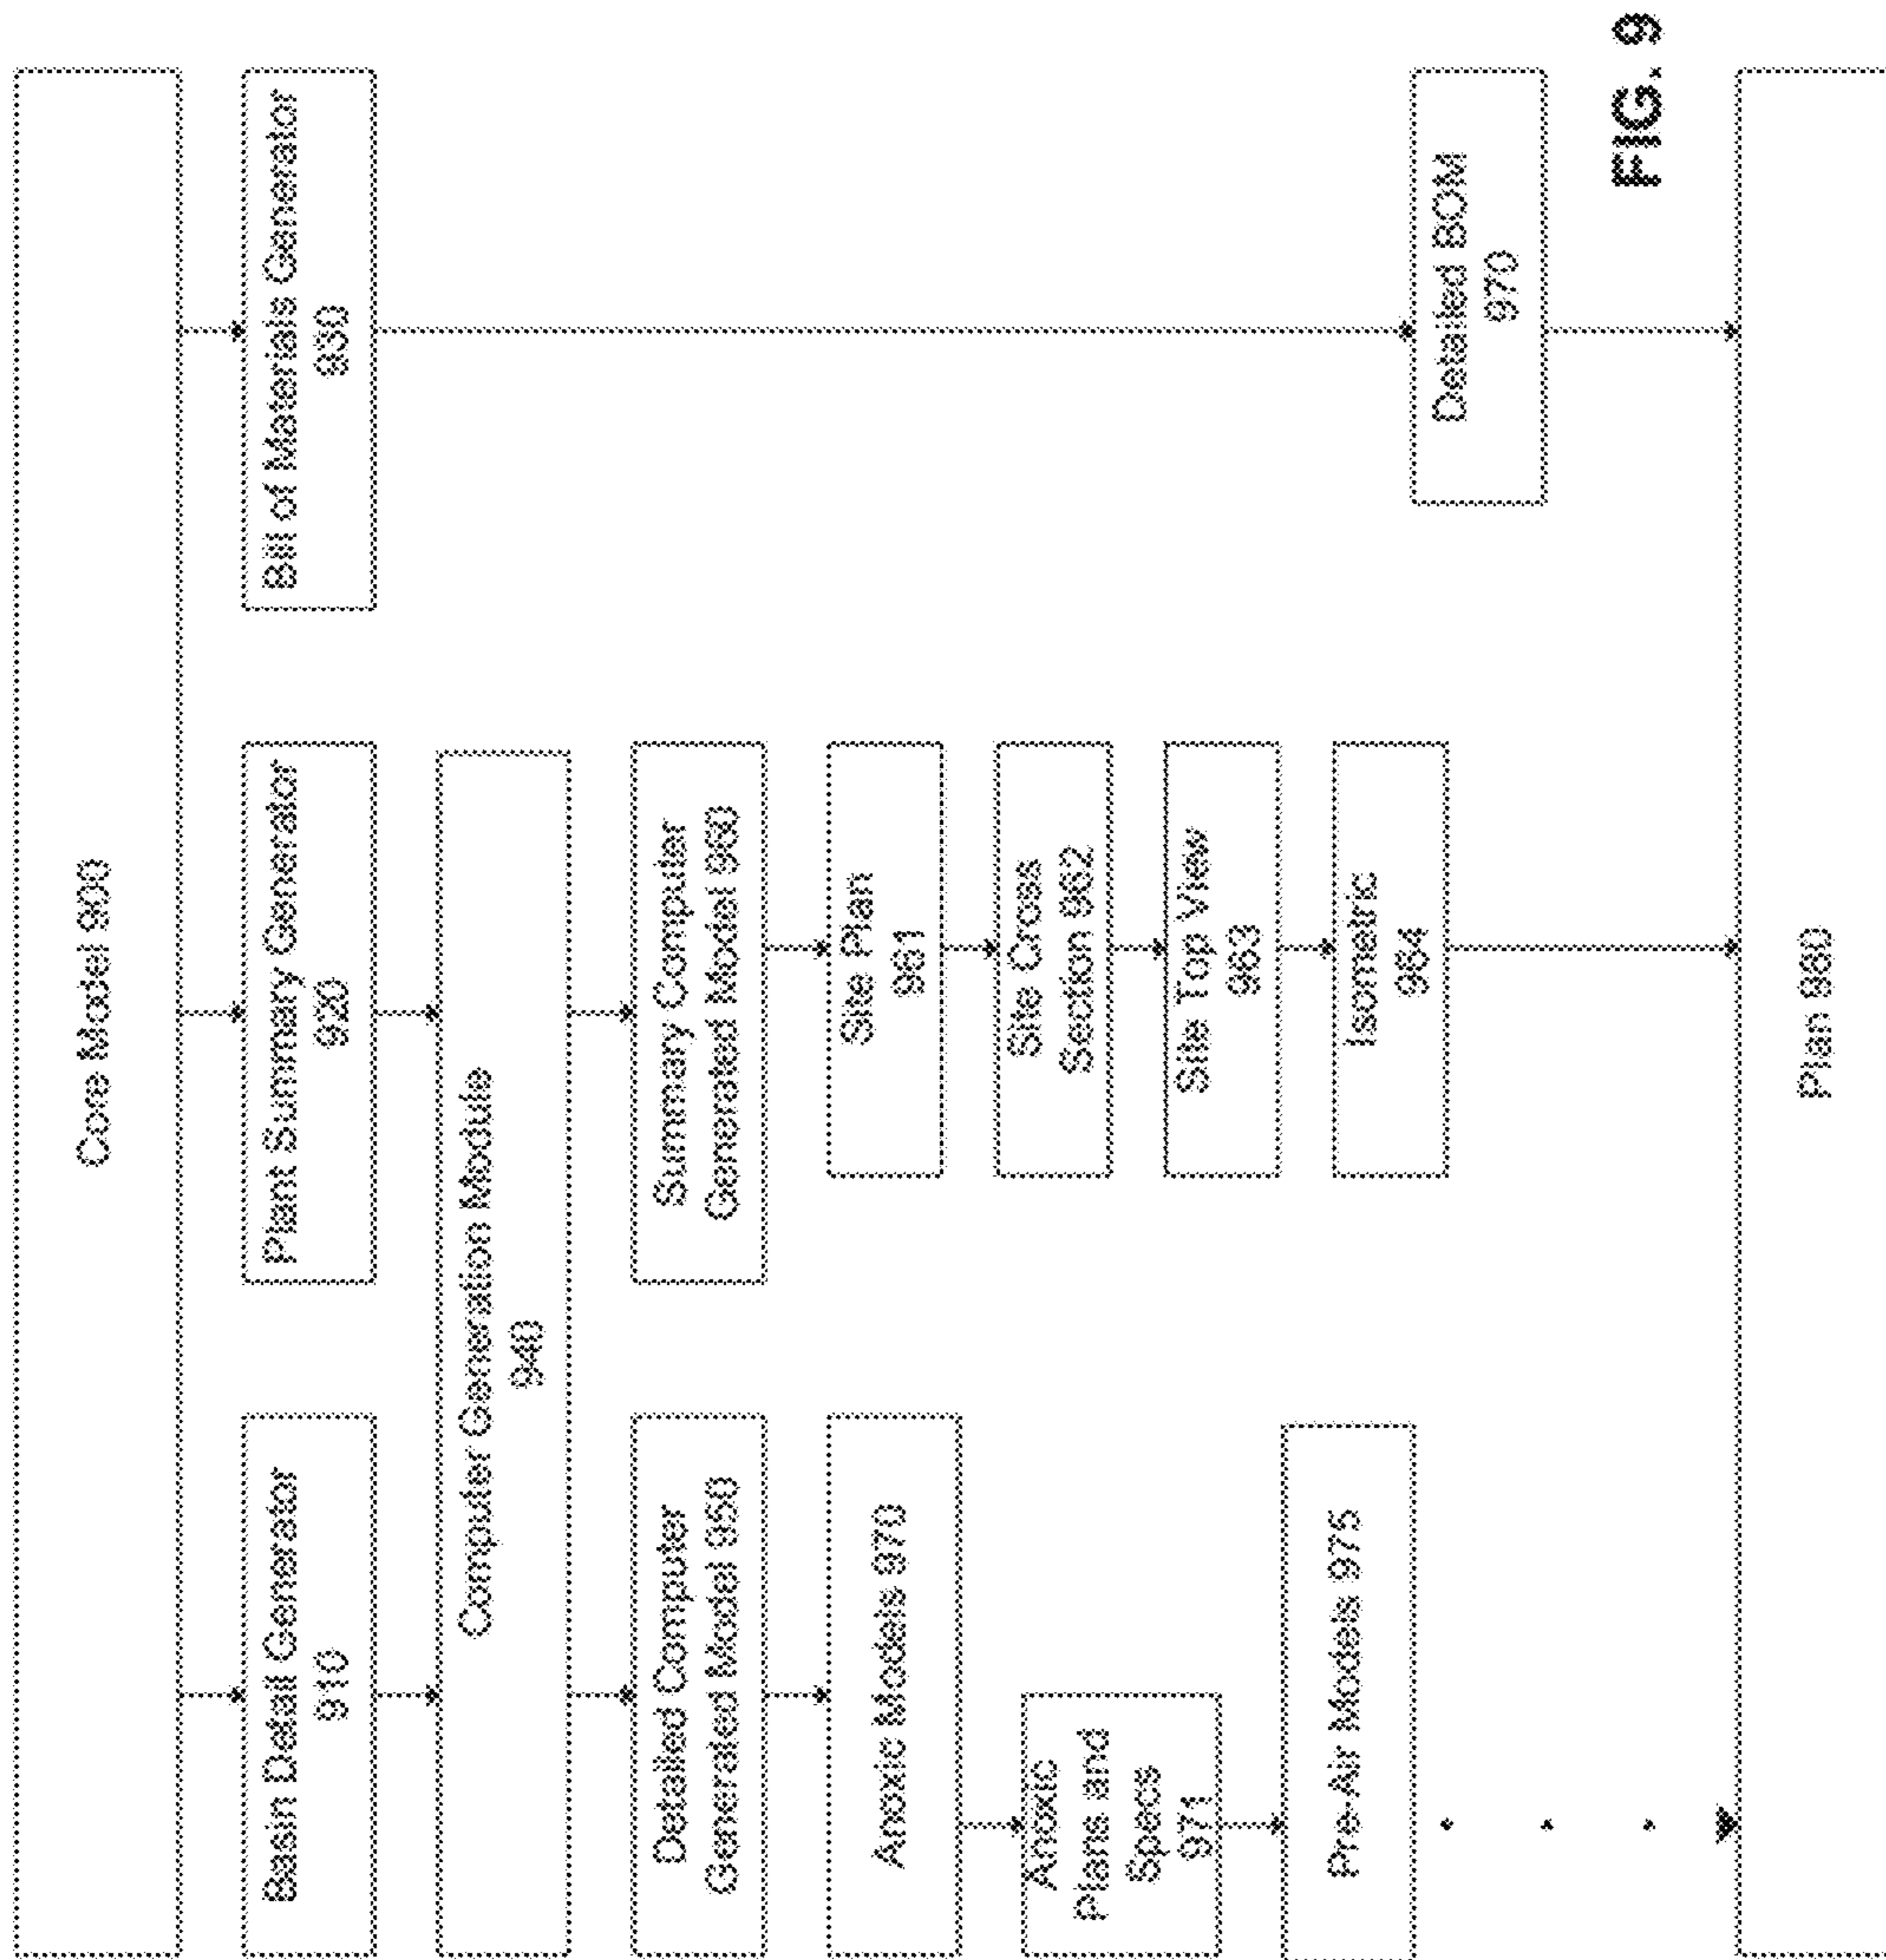 Core Model 900
Basin Detail Generator
910
Plant Summary Generator
920
Bill of Materials Generator
930
Computer Generation Module
940
Detailed Computer
Generated Model 950
Summary Computer
Generated Model 960
Anoxic Models 970
Site Plan
961
Anoxic
Plans and
Specs
971
Site Cross
Section 962
Site Top View
963
Pre-Air Models 975
Isometric
964
Detailed BOM
970
FIG. 9
Plan 980